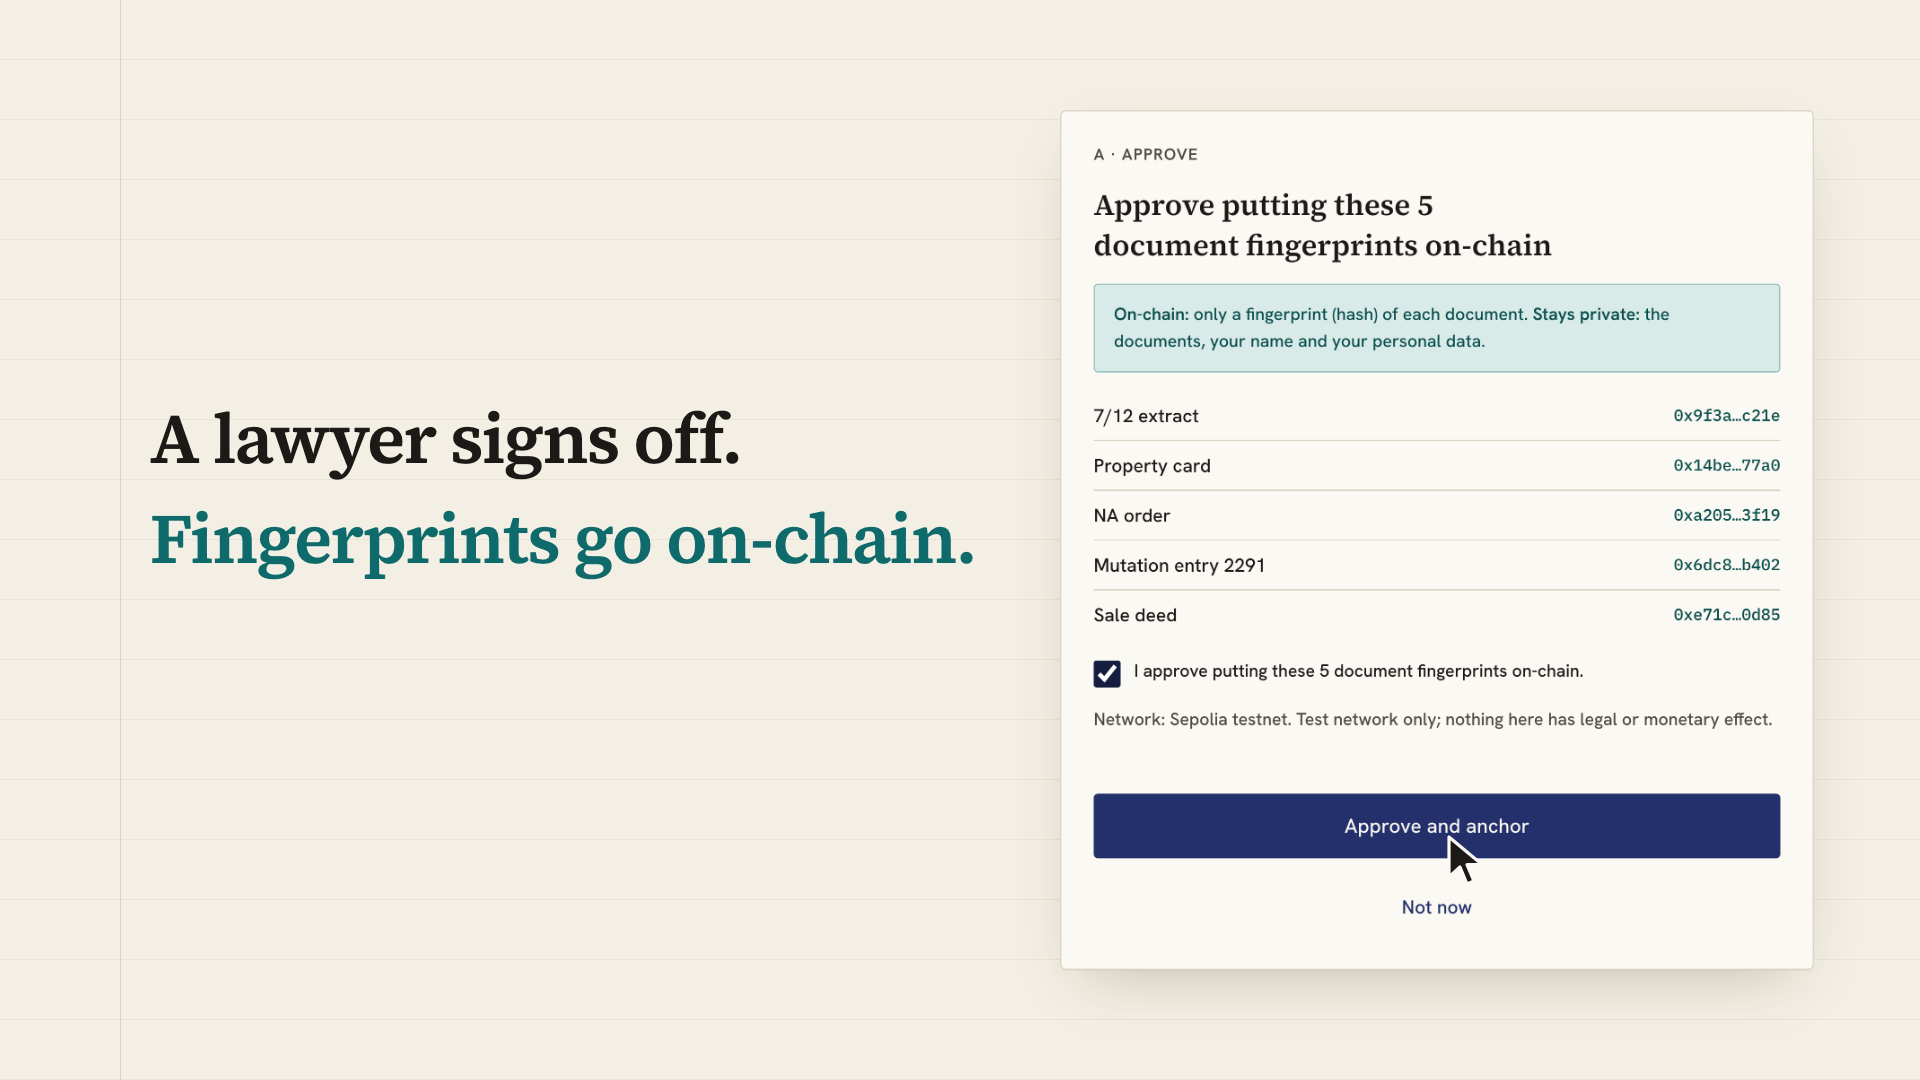 A lawyer signs off.
Fingerprints go on-chain.
A · APPROVE
Approve putting these 5
document fingerprints on-chain
On-chain: only a fingerprint (hash) of each document. Stays private: the
documents, your name and your personal data.
7/12 extract 0x9f3a…c21e
Property card 0x14be…77a0
NA order 0xa205…3f19
Mutation entry 2291 0x6dc8…b402
Sale deed 0xe71c…0d85
I approve putting these 5 document fingerprints on-chain.
Network: Sepolia testnet. Test network only; nothing here has legal or monetary effect.
Approve and anchor
Not now